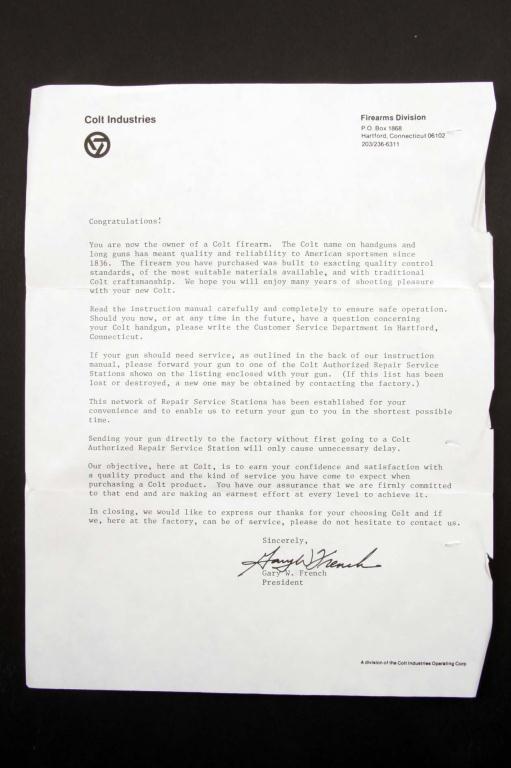 Colt Industries
Firearms Division
P.O. Box 1868
Hartford, Connecticut 06102
203/236-6311
Congratulations!
You are now the owner of a Colt firearm. The Colt name on handguns and
long guns has meant quality and reliability to American sportsmen since
1836. The firearm you have purchased was built to exacting quality control
standards, of the most suitable materials available, and with traditional
Colt craftsmanship. We hope you will enjoy many years of shooting pleasure
with your new Colt.
Read the instruction manual carefully and completely to ensure safe operation.
Should you now, or at any time in the future, have a question concerning
your Colt handgun, please write the Customer Service Department in Hartford,
Connecticut.
If your gun should need service, as outlined in the back of our instruction
manual, please forward your gun to one of the Colt Authorized Repair Service
Stations shown on the listing enclosed with your gun. (If this list has been
lost or destroyed, a new one may be obtained by contacting the factory.)
This network of Repair Service Stations has been established for your
convenience and to enable us to return your gun to you in the shortest possible
time.
Sending your gun directly to the factory without first going to a Colt
Authorized Repair Service Station will only cause unnecessary delay.
Our objective, here at Colt, is to earn your confidence and satisfaction with
a quality product and the kind of service you have come to expect when
purchasing a Colt product. You have our assurance that we are firmly committed
to that end and are making an earnest effort at every level to achieve it.
In closing, we would like to express our thanks for your choosing Colt and if
we, here at the factory, can be of service, please do not hesitate to contact us.
Sincerely,
Gary W. French
Gary W. French
President
A division of the Colt Industries Operating Corp